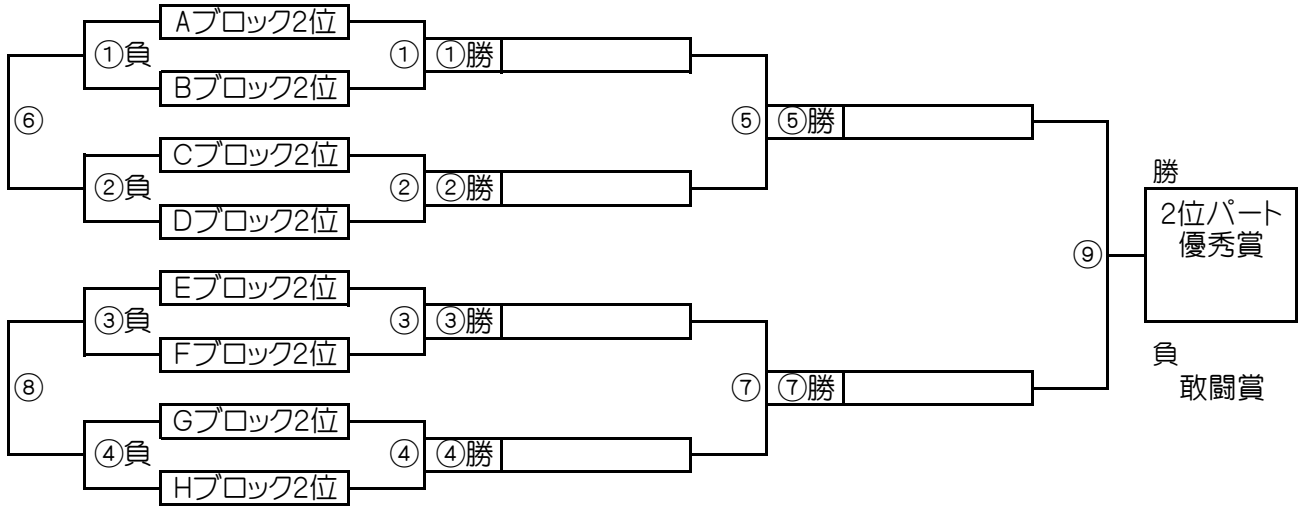 Aブロック2位
①負 ① ①勝
Bブロック2位
⑥ ⑤ ⑤勝
Cブロック2位
②負 ② ②勝
Dブロック2位
勝
2位パート
優秀賞
⑨
Eブロック2位
③負 ③ ③勝
Fブロック2位
負
⑧ ⑦ ⑦勝
敢闘賞
Gブロック2位
④負 ④ ④勝
Hブロック2位